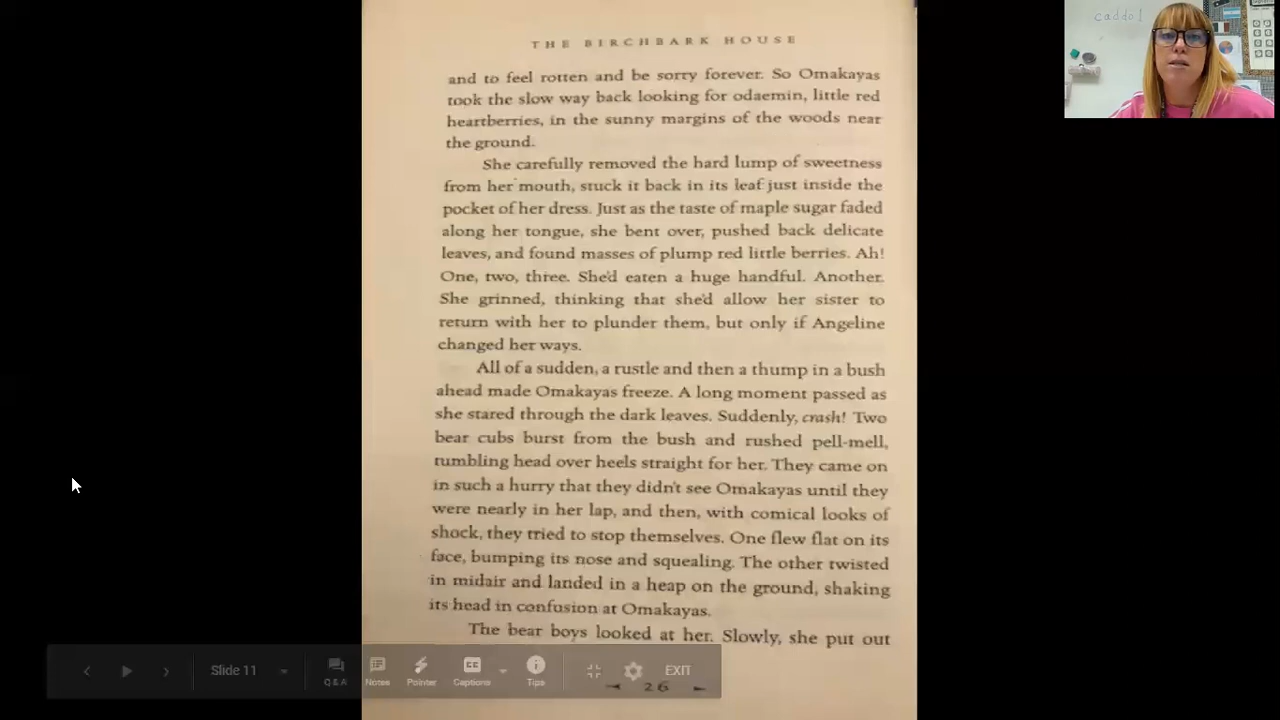 THE BIRCHBARK HOUSE
and to feel rotten and be sorry forever. So Omakayas
took the slow way back looking for odaemin, little red
heartberries, in the sunny margins of the woods near
the ground.
She carefully removed the hard lump of sweetness
from her mouth, stuck it back in its leaf just inside the
pocket of her dress. Just as the taste of maple sugar faded
along her tongue, she bent over, pushed back delicate
leaves, and found masses of plump red little berries. Ah!
One, two, three. She'd eaten a huge handful. Another.
She grinned, thinking that she'd allow her sister to
return with her to plunder them, but only if Angeline
changed her ways.
All of a sudden, a rustle and then a thump in a bush
ahead made Omakayas freeze. A long moment passed as
she stared through the dark leaves. Suddenly, crash! Two
bear cubs burst from the bush and rushed pell-mell,
tumbling head over heels straight for her. They came on
in such a hurry that they didn't see Omakayas until they
were nearly in her lap, and then, with comical looks of
shock, they tried to stop themselves. One flew flat on its
face, bumping its nose and squealing. The other twisted
in midair and landed in a heap on the ground, shaking
its head in confusion at Omakayas.
The bear boys looked at her. Slowly, she put out
26
Slide 11
Q & A
Notes
Pointer
Captions
Tips
EXIT